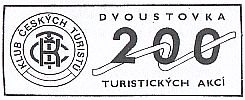 KLUB ČESKÝCH TURISTŮ
KČT
DVOUSTOVKA
200
TURISTICKÝCH AKCÍ